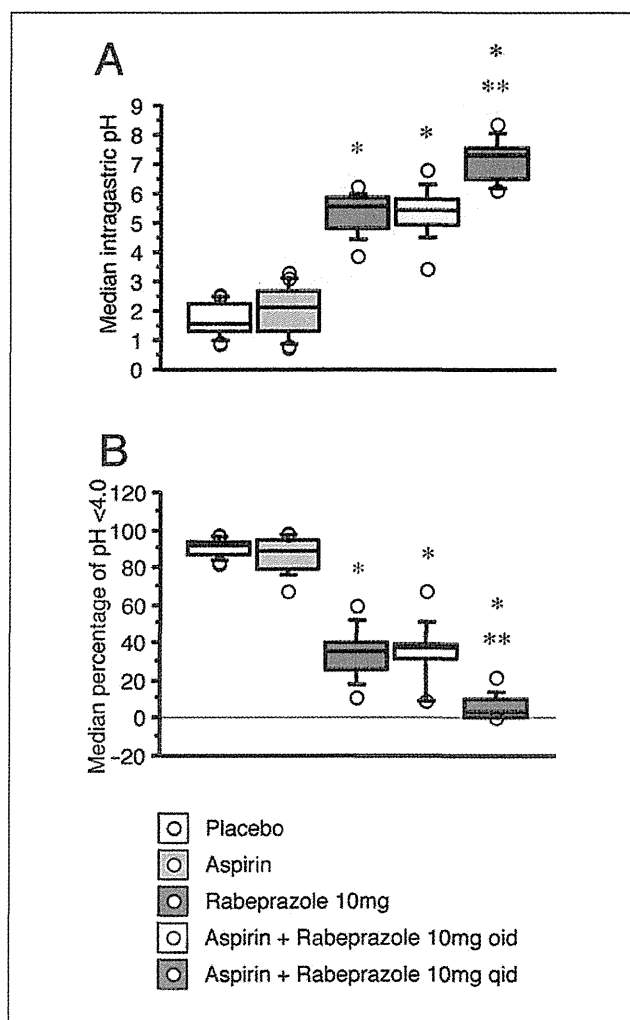 A
Median intragastric pH
9
8
7
6
5
4
3
2
1
0
*
*
*
**
B
Median percentage of pH <4.0
120
100
80
60
40
20
0
-20
*
*
*
**
Placebo
Aspirin
Rabeprazole 10mg
Aspirin + Rabeprazole 10mg oid
Aspirin + Rabeprazole 10mg qid